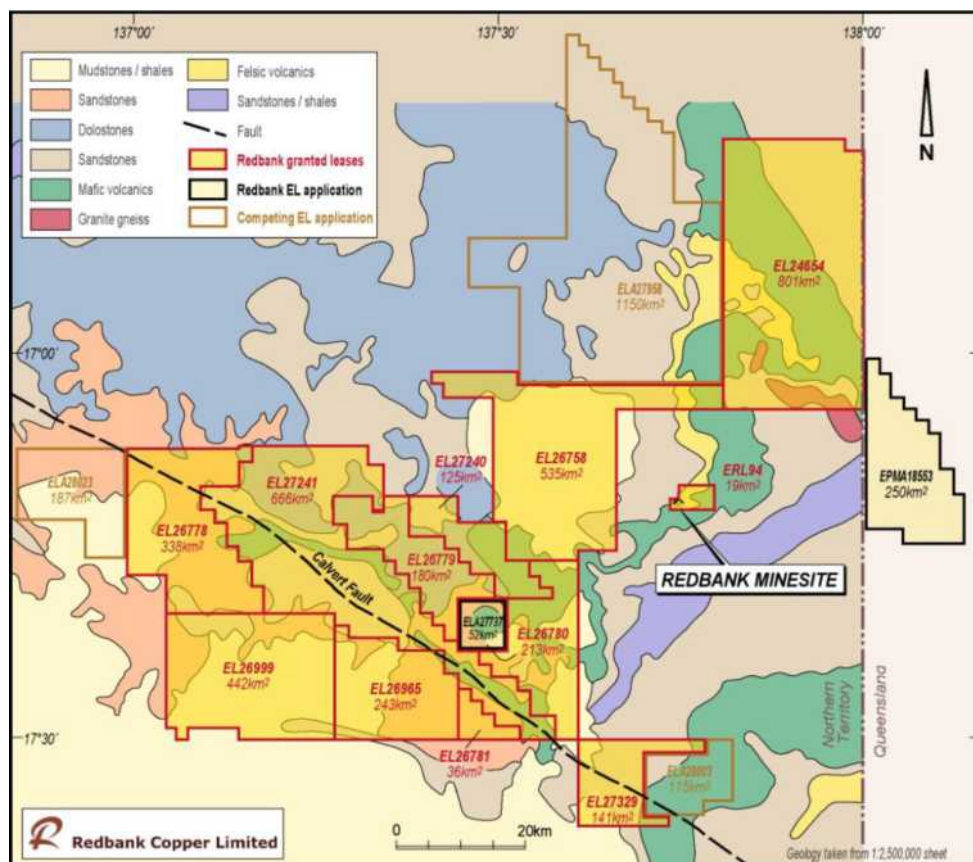 137°00´
137°30´
138°00´
Mudstones / shales
Sandstones
Dolostones
Sandstones
Mafic volcanics
Granite gneiss
Felsic volcanics
Sandstones / shales
Fault
Redbank granted leases
Redbank EL application
Competing EL application
N
EL24654
801km²
ELA27958
1150km²
17°00´
EPMA18553
250km²
EL26758
535km²
EL27240
125km²
ERL94
19km²
EL27241
666km²
187km²
EL26778
338km²
EL26779
180km²
Calvert Fault
REDBANK MINESITE
ELA27737
52km²
EL26780
213km²
EL26999
442km²
EL26965
243km²
Northern
Territory
Queensland
17°30´
EL26781
36km²
115km²
EL27329
141km²
R
Redbank Copper Limited
0 20km
Geology taken from 1:2,500,000 sheet